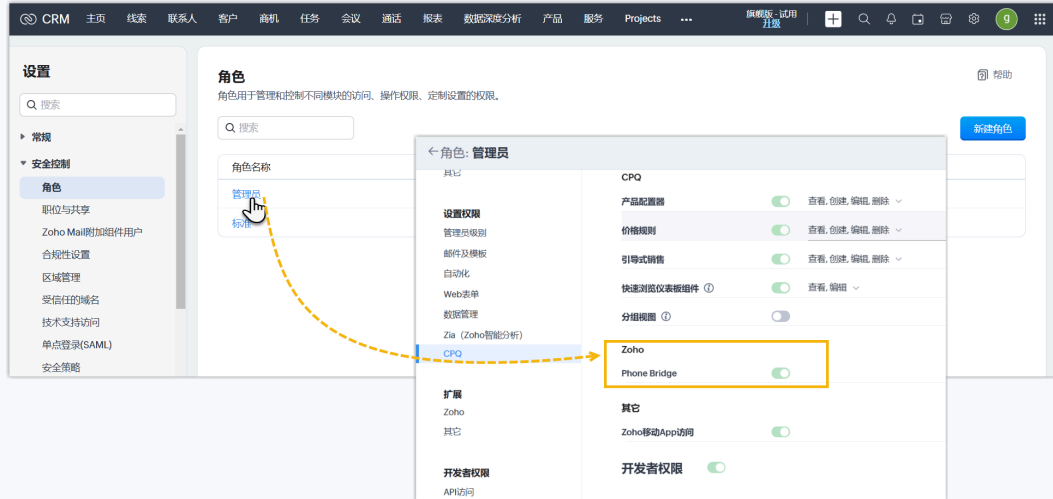 CRM 主页 线索 联系人 客户 商机 任务 会议 通话 报表 数据深度分析 产品 服务 Projects ••• 旗舰版-试用 升级 g
设置
搜索
常规
安全控制
角色
职位与共享
Zoho Mail附加组件用户
合规性设置
区域管理
受信任的域名
技术支持访问
单点登录(SAML)
安全策略
角色
帮助
角色用于管理和控制不同模块的访问、操作权限、定制设置的权限。
搜索
新建角色
角色名称
管理员
标准
←角色: 管理员
其它
设置权限
管理员级别
邮件及模板
自动化
Web表单
数据管理
Zia（Zoho智能分析）
CPQ
扩展
Zoho
其它
开发者权限
API访问
CPQ
产品配置器 查看, 创建, 编辑, 删除
价格规则 查看, 创建, 编辑, 删除
引导式销售 查看, 创建, 编辑, 删除
快速浏览仪表板组件 查看, 编辑
分组视图
Zoho
Phone Bridge
其它
Zoho移动App访问
开发者权限